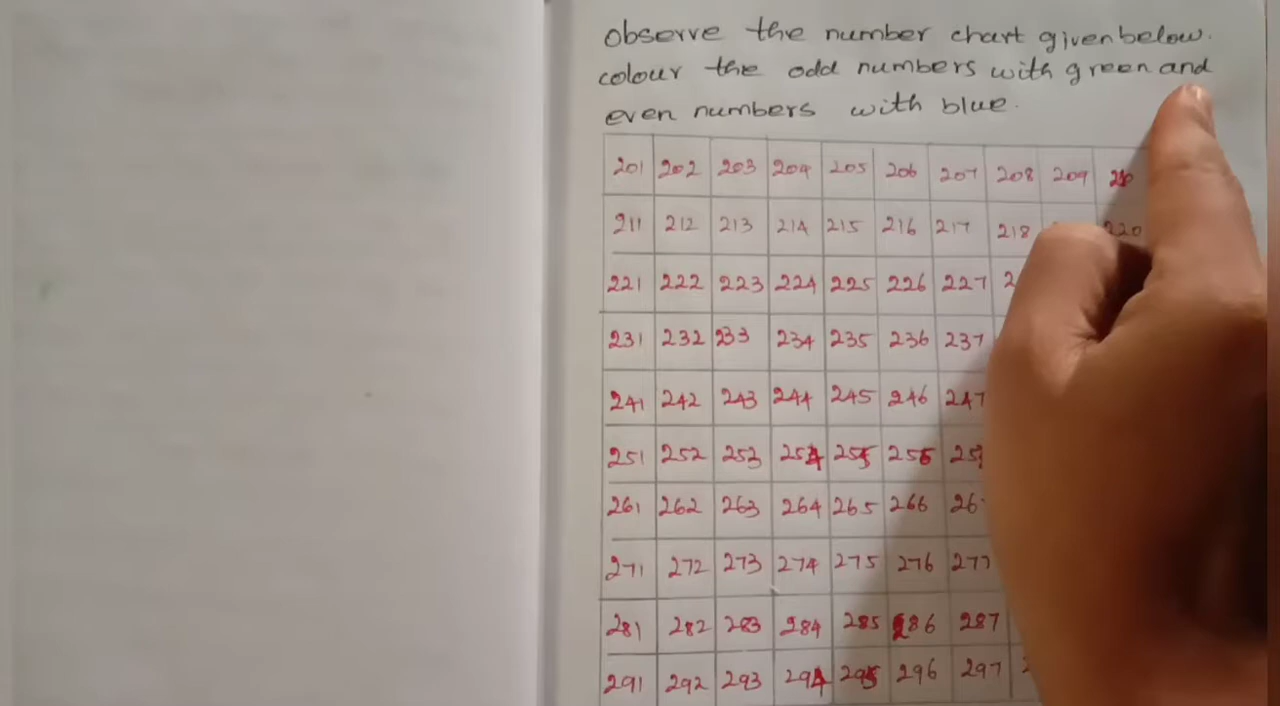 observe the number chart given below.
colour the odd numbers with green and
even numbers with blue.
201 202 203 204 205 206 207 208 209 210
211 212 213 214 215 216 217 218 220
221 222 223 224 225 226 227
231 232 233 234 235 236 237
241 242 243 244 245 246 247
251 252 253 254 255 256
261 262 263 264 265 266
271 272 273 274 275 276 277
281 282 283 284 285 286 287
291 292 293 294 295 296 297